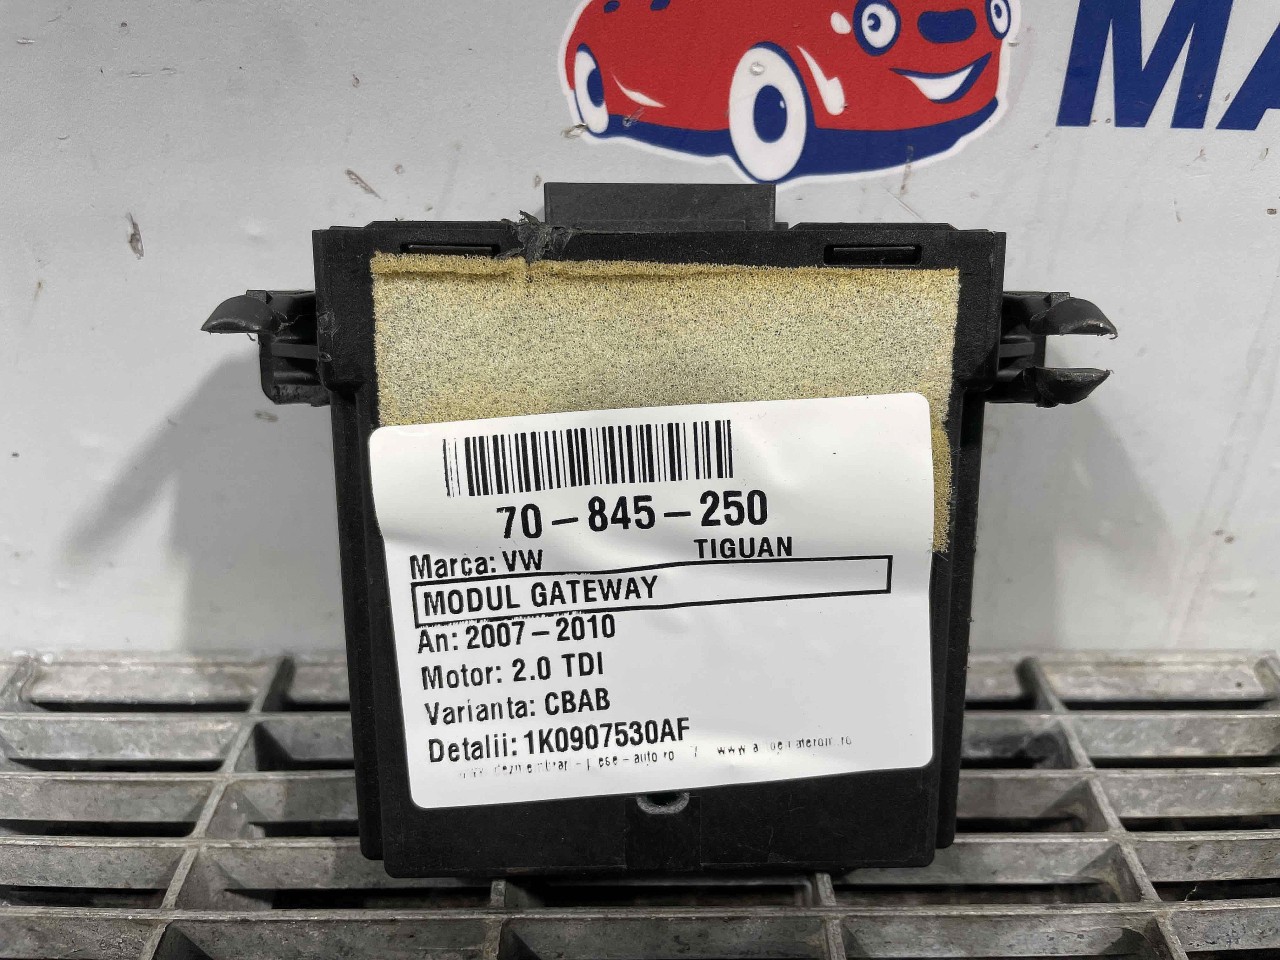 MA
70-845-250
Marca: VW TIGUAN
MODUL GATEWAY
An: 2007-2010
Motor: 2.0 TDI
Varianta: CBAB
Detalii: 1K0907530AF